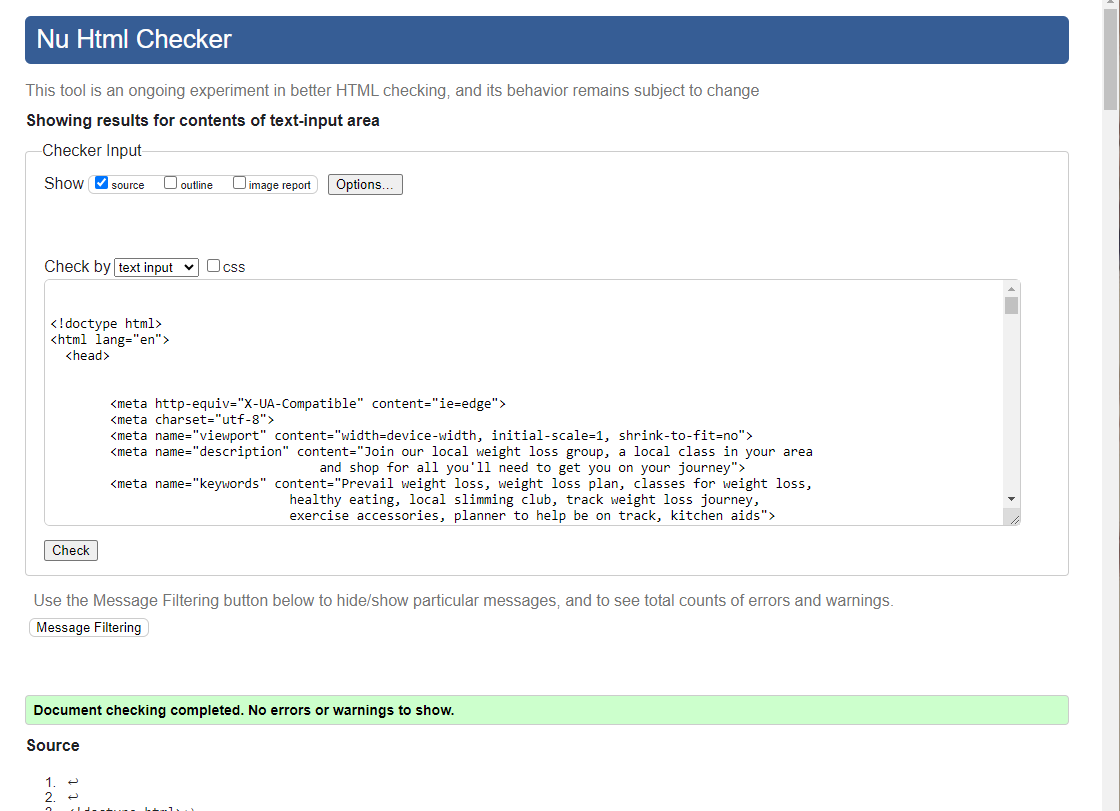 Nu Html Checker
This tool is an ongoing experiment in better HTML checking, and its behavior remains subject to change
Showing results for contents of text-input area
Checker Input
Show source outline image report Options...
Check by text input css
<!doctype html>
<html lang="en">
<head>
<meta http-equiv="X-UA-Compatible" content="ie=edge">
<meta charset="utf-8">
<meta name="viewport" content="width=device-width, initial-scale=1, shrink-to-fit=no">
<meta name="description" content="Join our local weight loss group, a local class in your area
and shop for all you'll need to get you on your journey">
<meta name="keywords" content="Prevail weight loss, weight loss plan, classes for weight loss,
healthy eating, local slimming club, track weight loss journey,
exercise accessories, planner to help be on track, kitchen aids">
Check
Use the Message Filtering button below to hide/show particular messages, and to see total counts of errors and warnings.
Message Filtering
Document checking completed. No errors or warnings to show.
Source
1. ↩
2. ↩
3. <!doctype html>↩